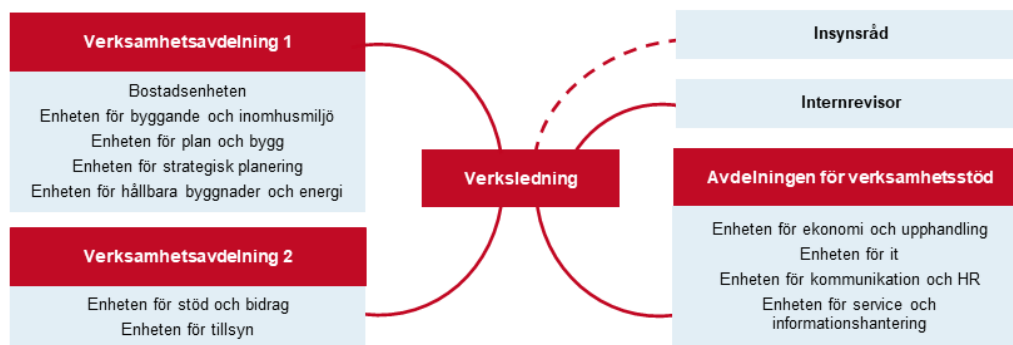 Verksamhetsavdelning 1
Bostadsenheten
Enheten för byggande och inomhusmiljö
Enheten för plan och bygg
Enheten för strategisk planering
Enheten för hållbara byggnader och energi
Verksamhetsavdelning 2
Enheten för stöd och bidrag
Enheten för tillsyn
Verksledning
Insynsråd
Internrevisor
Avdelningen för verksamhetsstöd
Enheten för ekonomi och upphandling
Enheten för it
Enheten för kommunikation och HR
Enheten för service och
informationshantering